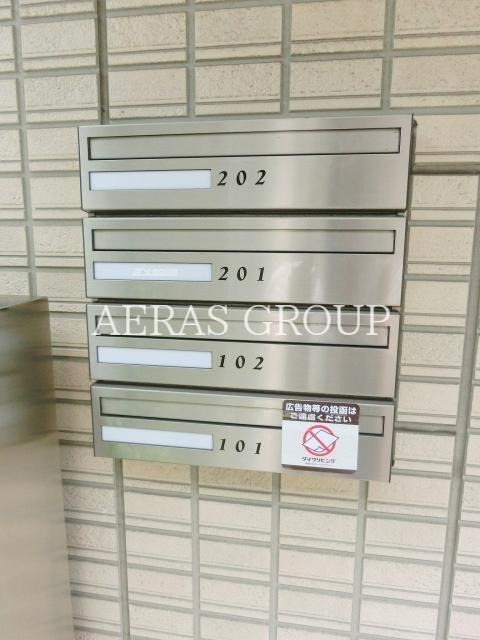 202
201
AERAS GROUP
102
101
広告物等の投函は
ご遠慮ください
ダイワリビング